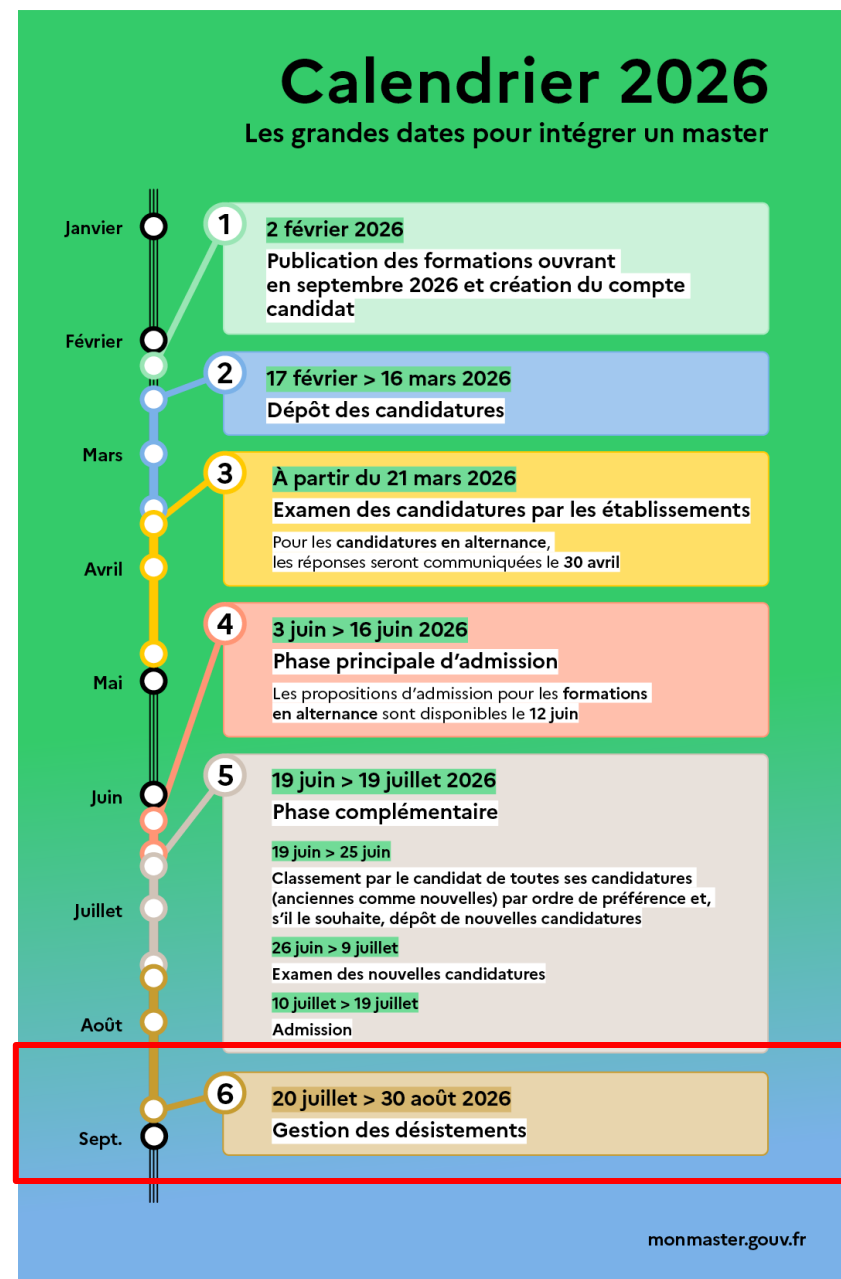 Calendrier 2026
Les grandes dates pour intégrer un master
Janvier
1
2 février 2026
Publication des formations ouvrant
en septembre 2026 et création du compte
candidat
Février
2
17 février > 16 mars 2026
Dépôt des candidatures
Mars
3
À partir du 21 mars 2026
Examen des candidatures par les établissements
Pour les candidatures en alternance,
les réponses seront communiquées le 30 avril
Avril
4
3 juin > 16 juin 2026
Phase principale d’admission
Les propositions d’admission pour les formations
en alternance sont disponibles le 12 juin
Mai
Juin
5
19 juin > 19 juillet 2026
Phase complémentaire
19 juin > 25 juin
Classement par le candidat de toutes ses candidatures
(anciennes comme nouvelles) par ordre de préférence et,
s’il le souhaite, dépôt de nouvelles candidatures
Juillet
26 juin > 9 juillet
Examen des nouvelles candidatures
10 juillet > 19 juillet
Admission
Août
6
20 juillet > 30 août 2026
Gestion des désistements
Sept.
monmaster.gouv.fr